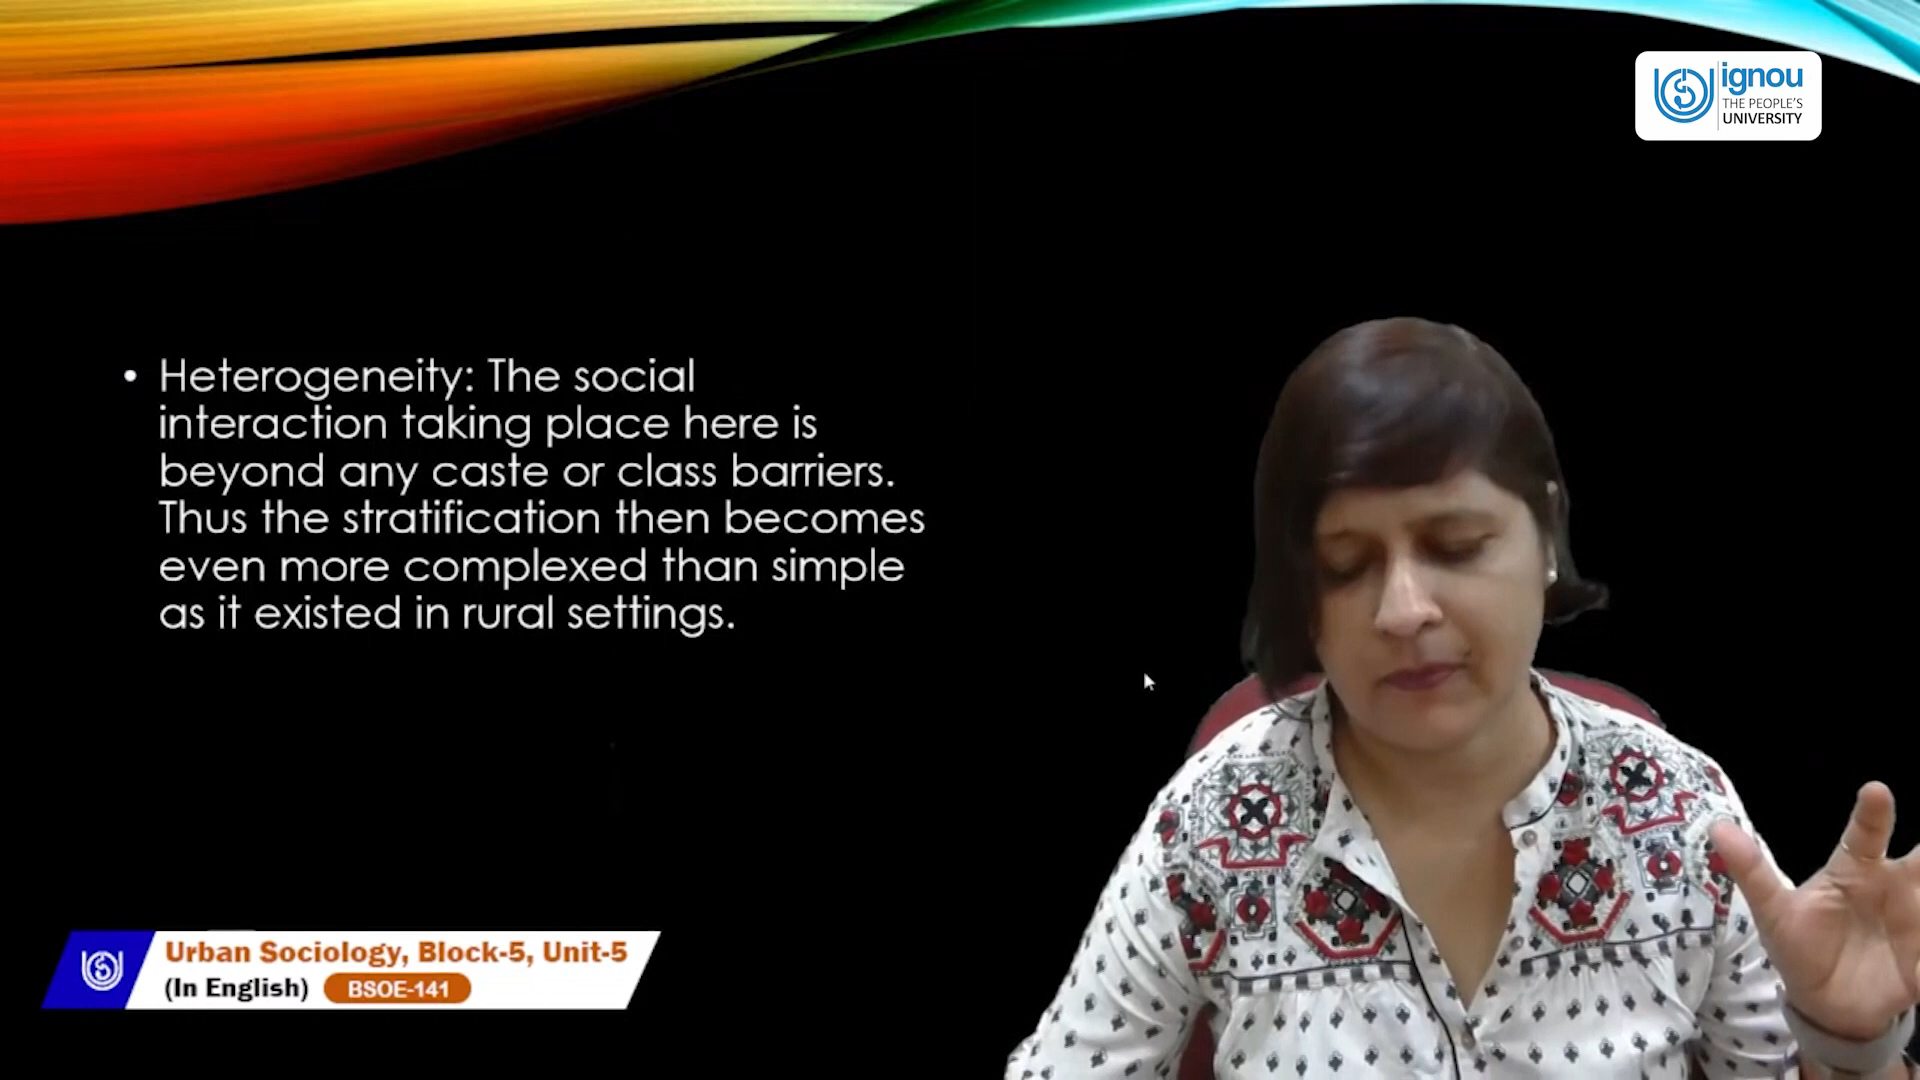 ignou
THE PEOPLE'S
UNIVERSITY
• Heterogeneity: The social
interaction taking place here is
beyond any caste or class barriers.
Thus the stratification then becomes
even more complexed than simple
as it existed in rural settings.
Urban Sociology, Block-5, Unit-5
(In English) BSOE-141